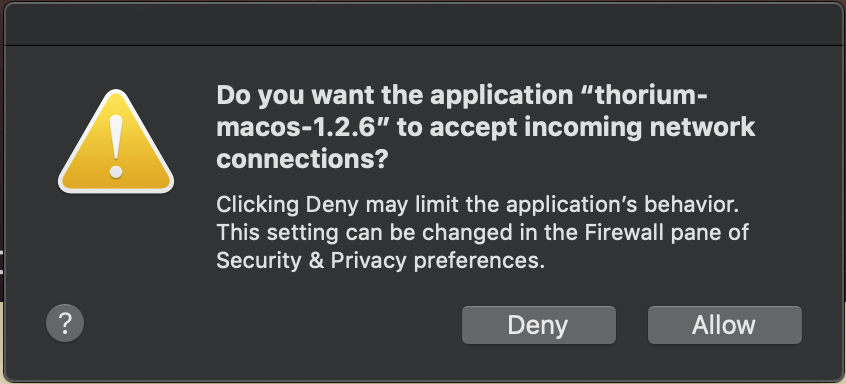 Do you want the application “thorium-
macos-1.2.6” to accept incoming network
connections?
Clicking Deny may limit the application’s behavior.
This setting can be changed in the Firewall pane of
Security & Privacy preferences.
?
Deny
Allow